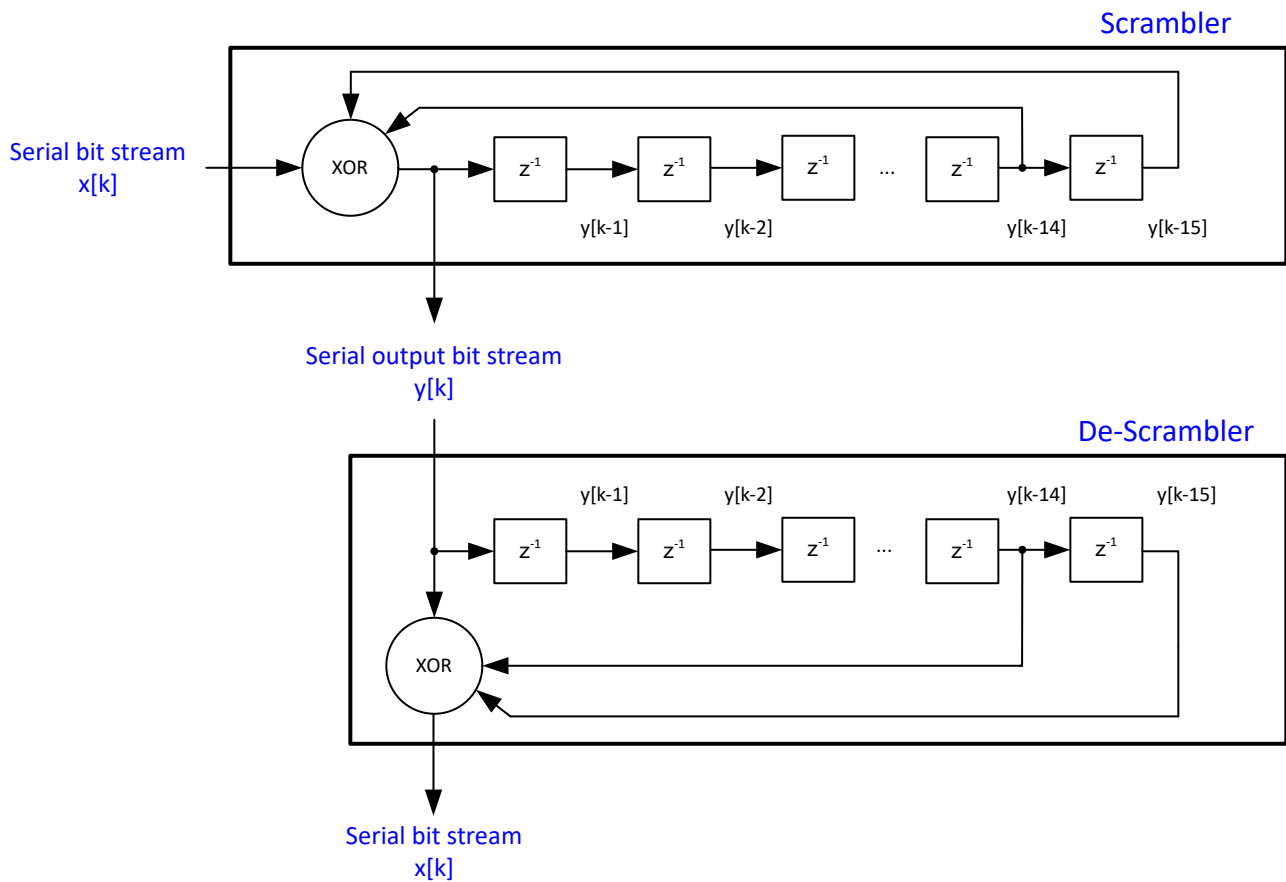 Scrambler
Serial bit stream
x[k]
XOR
z-1
z-1
z-1
...
z-1
z-1
y[k-1]
y[k-2]
y[k-14]
y[k-15]
Serial output bit stream
y[k]
De-Scrambler
y[k-1]
y[k-2]
y[k-14]
y[k-15]
z-1
z-1
z-1
...
z-1
z-1
XOR
Serial bit stream
x[k]